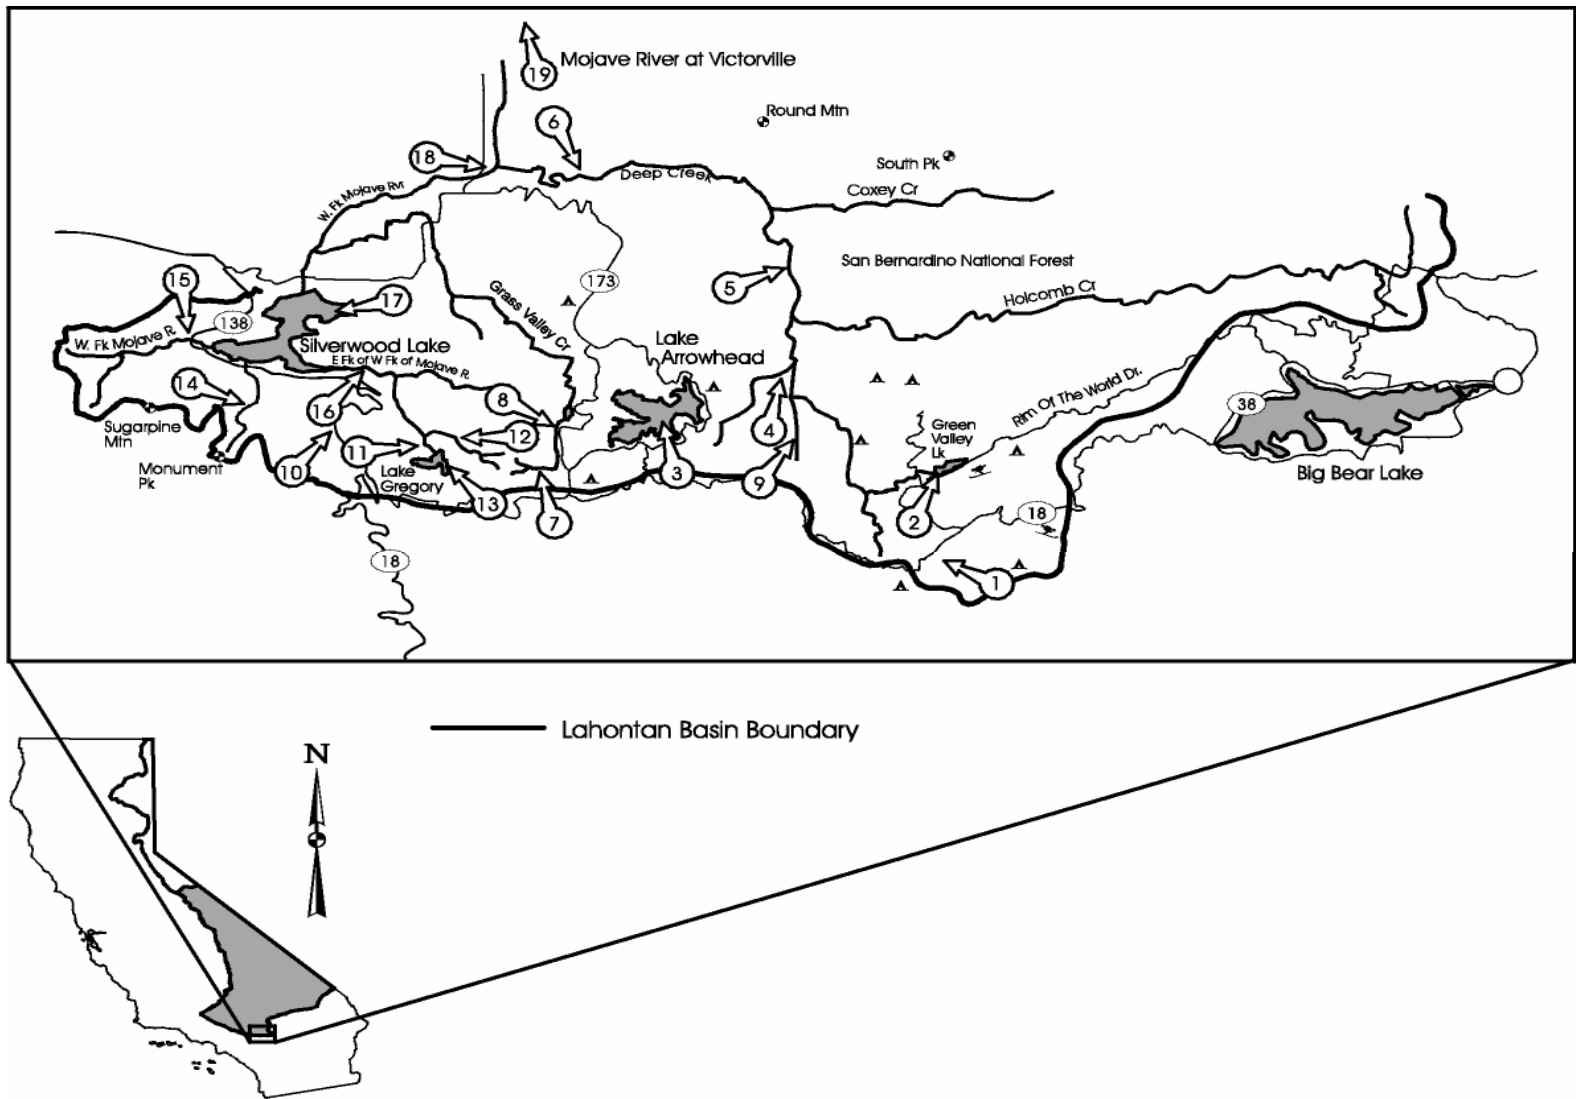 19
Mojave River at Victorville
Round Mtn
6
18
South Pk
Deep Creek
Coxey Cr
W. Fk Mojave Rvr
San Bernardino National Forest
15
173
5
Grass Valley Cr
Holcomb Cr
17
138
W. Fk Mojave R.
Silverwood Lake
E Fk of W Fk of Mojave R.
Lake
Arrowhead
Rim Of The World Dr.
14
16
8
38
Sugarpine
Mtn
12
4
Green
Valley
Lk
11
10
Monument
Pk
Lake
Gregory
3
9
Big Bear Lake
13
7
2
18
18
1
Lahontan Basin Boundary
N